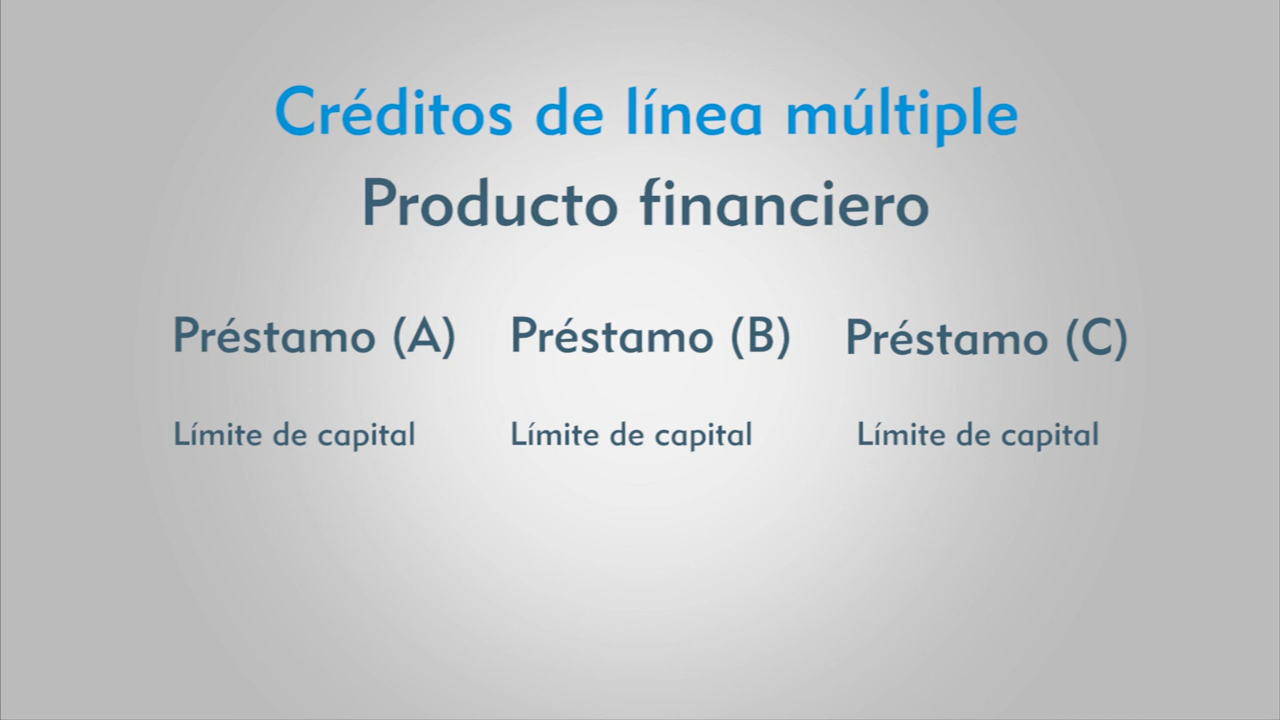 Créditos de línea múltiple
Producto financiero
Préstamo (A) Préstamo (B) Préstamo (C)
Límite de capital Límite de capital Límite de capital